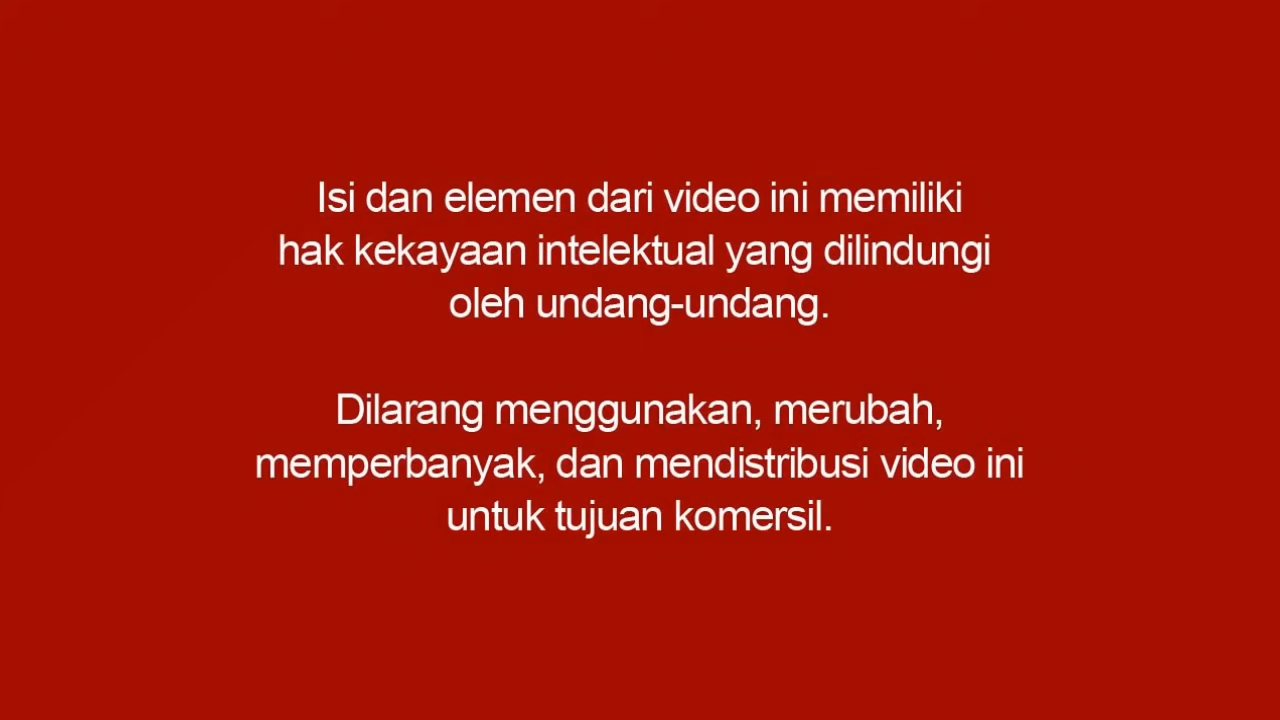 Isi dan elemen dari video ini memiliki
hak kekayaan intelektual yang dilindungi
oleh undang-undang.
Dilarang menggunakan, merubah,
memperbanyak, dan mendistribusi video ini
untuk tujuan komersil.